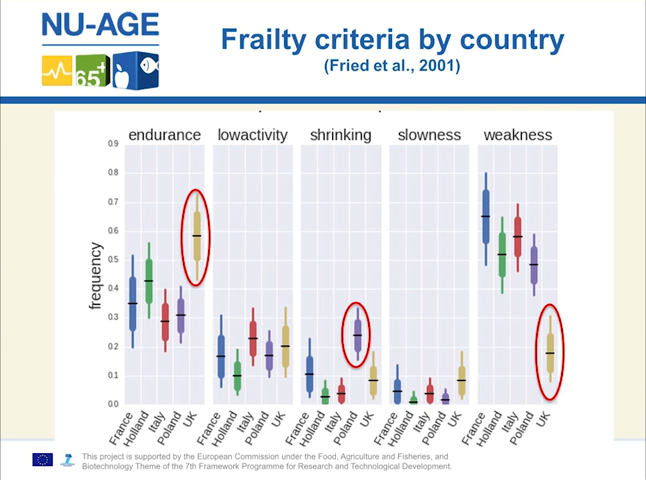 NU-AGE
65+
Frailty criteria by country
(Fried et al., 2001)
endurance lowactivity shrinking slowness weakness
frequency
0.9
0.8
0.7
0.6
0.5
0.4
0.3
0.2
0.1
0.0
France Holland Italy Poland UK France Holland Italy Poland UK France Holland Italy Poland UK France Holland Italy Poland UK France Holland Italy Poland UK
This project is supported by the European Commission under the Food, Agriculture and Fisheries, and
Biotechnology Theme of the 7th Framework Programme for Research and Technological Development.